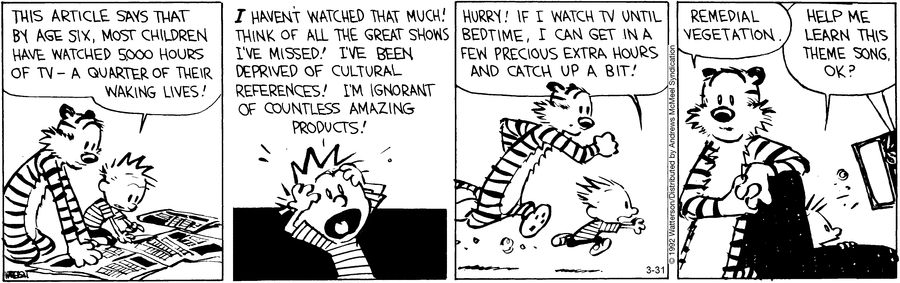 THIS ARTICLE SAYS THAT
BY AGE SIX, MOST CHILDREN
HAVE WATCHED 5,000 HOURS
OF TV - A QUARTER OF THEIR
WAKING LIVES!
I HAVEN'T WATCHED THAT MUCH!
THINK OF ALL THE GREAT SHOWS
I'VE MISSED! I'VE BEEN
DEPRIVED OF CULTURAL
REFERENCES! I'M IGNORANT
OF COUNTLESS AMAZING
PRODUCTS!
HURRY! IF I WATCH TV UNTIL
BEDTIME, I CAN GET IN A
FEW PRECIOUS EXTRA HOURS
AND CATCH UP A BIT!
3-31
© 1992 Watterson/Distributed by Andrews McMeel Syndication
REMEDIAL
VEGETATION.
HELP ME
LEARN THIS
THEME SONG,
OK?